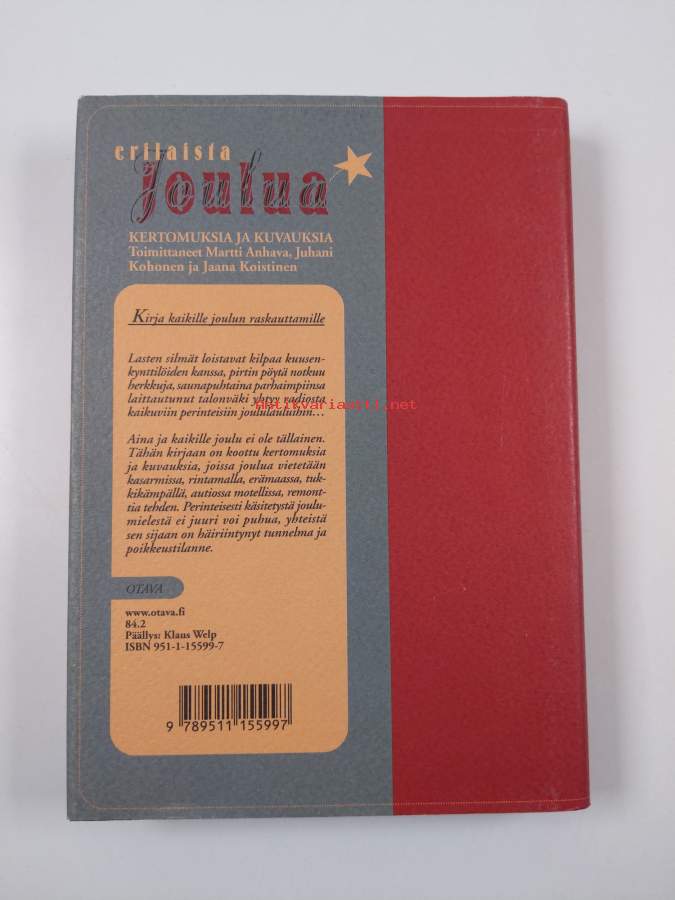 erilaista
Joulua
KERTOMUKSIA JA KUVAUKSIA
Toimittaneet Martti Anhava, Juhani
Kohonen ja Jaana Koistinen
Kirja kaikille joulun raskauttamille
Lasten silmät loistavat kilpaa kuusen-
kynttilöiden kanssa, pirtin pöytä notkuu
herkkuja, saunapuhtaina parhaimpiinsa
laittautunut talonväki yhtyy radiosta
kaikuviin perinteisiin joululauluihin...
Antikvariaatti.net
Aina ja kaikille joulu ei ole tällainen.
Tähän kirjaan on koottu kertomuksia
ja kuvauksia, joissa joulua vietetään
kasarmissa, rintamalla, erämaassa, tuk-
kikämpällä, autiossa motellissa, remont-
tia tehden. Perinteisesti käsitetystä joulu-
mielestä ei juuri voi puhua, yhteistä
sen sijaan on häiriintynyt tunnelma ja
poikkeustilanne.
OTAVA
www.otava.fi
84.2
Päällys: Klaus Welp
ISBN 951-1-15599-7
9 789511 155997